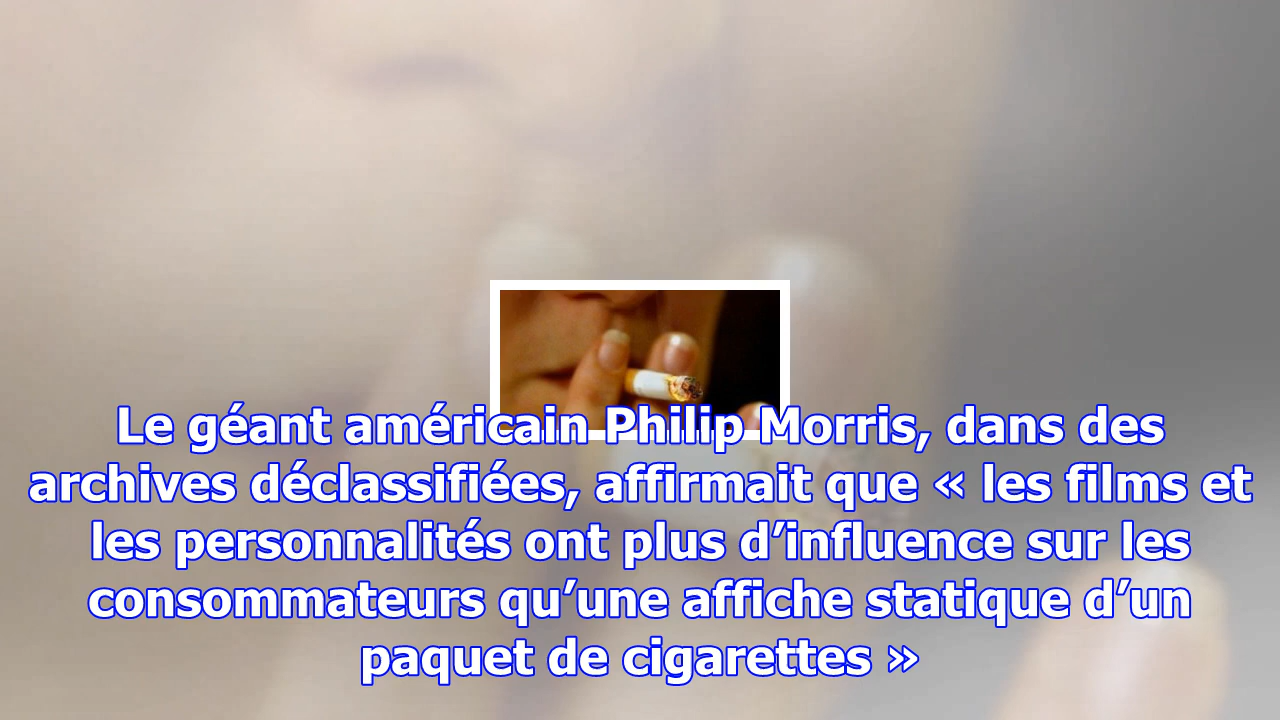 Le géant américain Philip Morris, dans des
archives déclassifiées, affirmait que « les films et
les personnalités ont plus d’influence sur les
consommateurs qu’une affiche statique d’un
paquet de cigarettes »